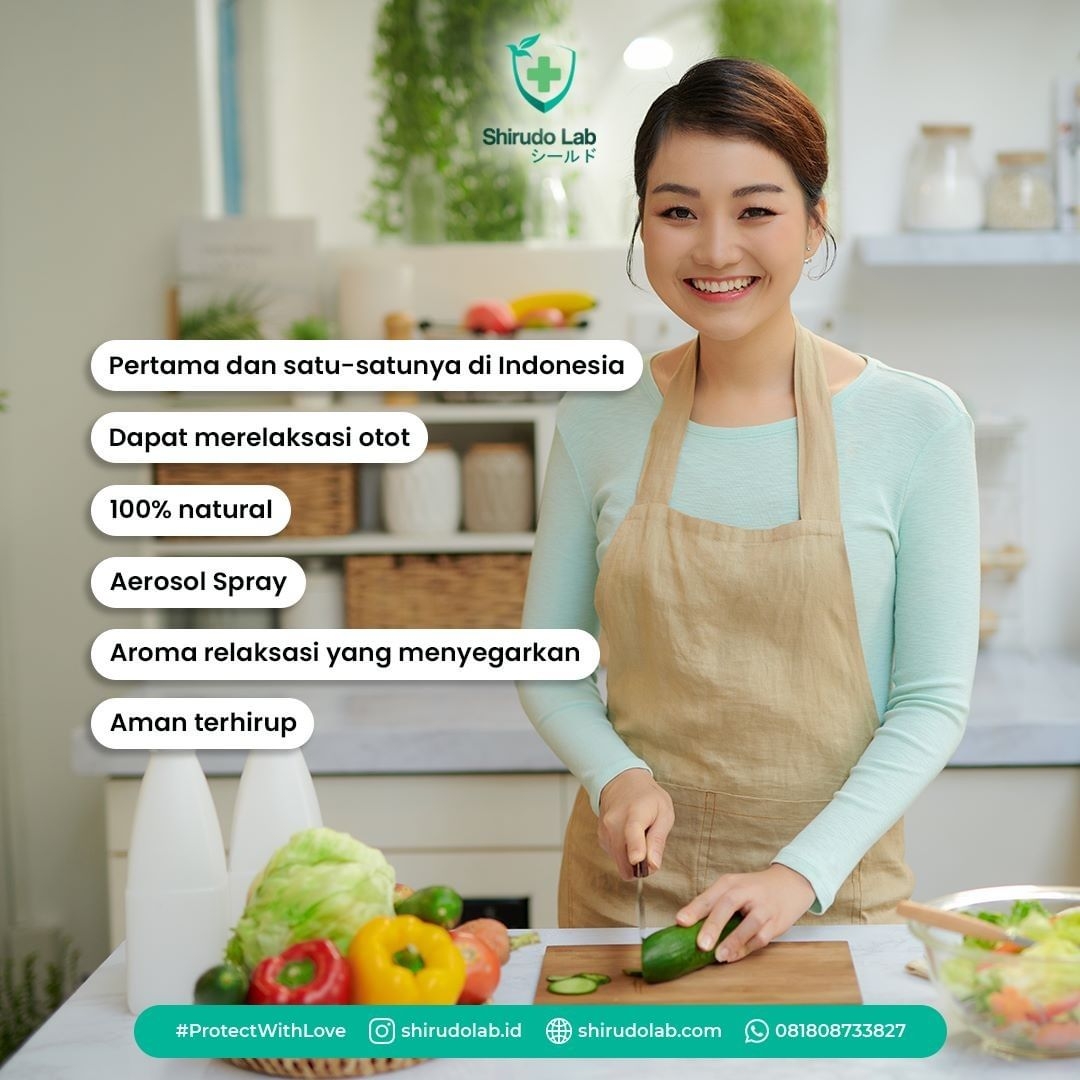 Shirudo Lab
シールド
Pertama dan satu-satunya di Indonesia
Dapat merelaksasi otot
100% natural
Aerosol Spray
Aroma relaksasi yang menyegarkan
Aman terhirup
#ProtectWithLove shirudolab.id shirudolab.com 081808733827